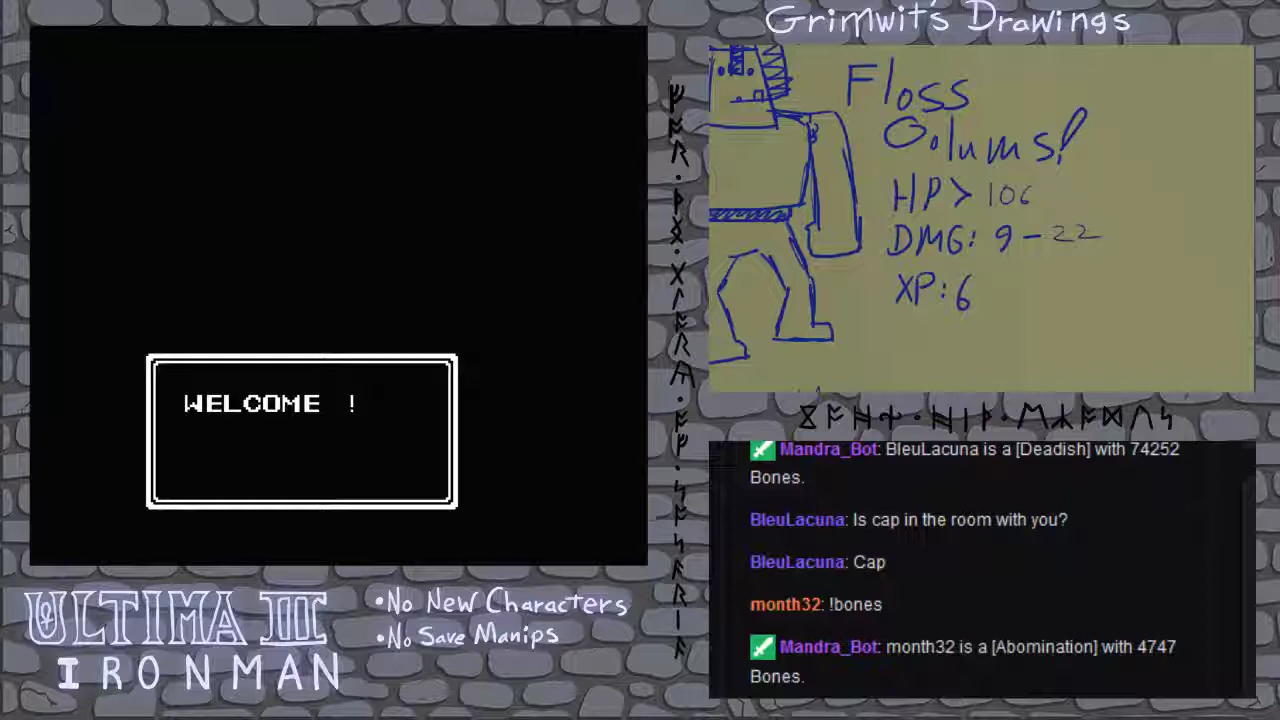 Grimwit's Drawings
Floss
Golums!
HP> 106
DMG: 9-22
XP: 6
WELCOME !
Mandra_Bot: BleuLacuna is a [Deadish] with 74252
Bones.
BleuLacuna: Is cap in the room with you?
BleuLacuna: Cap
month32: !bones
Mandra_Bot: month32 is a [Abomination] with 4747
Bones.
ULTIMA III
IRONMAN
•No New Characters
•No Save Manips